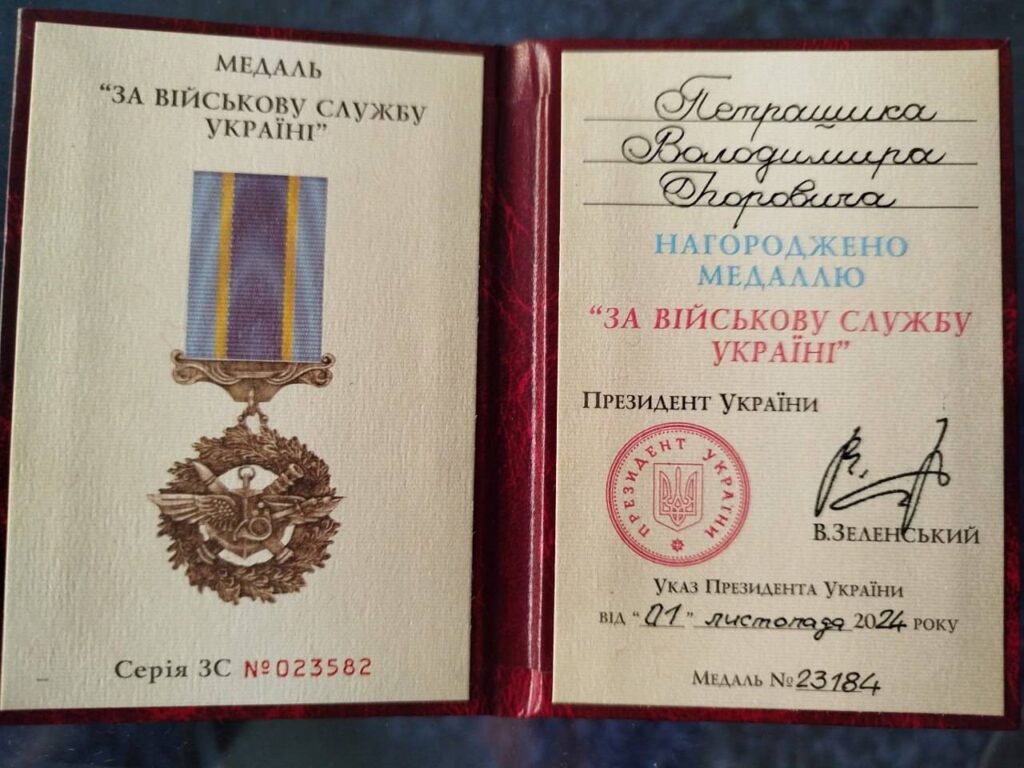 МЕДАЛЬ
“ЗА ВІЙСЬКОВУ СЛУЖБУ
УКРАЇНІ”
Серія ЗС №023582
Петращика
Володимира
Ігоровича
НАГОРОДЖЕНО
МЕДАЛЛЮ
“ЗА ВІЙСЬКОВУ СЛУЖБУ
УКРАЇНІ”
ПРЕЗИДЕНТ УКРАЇНИ
ПРЕЗИДЕНТ УКРАЇНИ
В.ЗЕЛЕНСЬКИЙ
УКАЗ ПРЕЗИДЕНТА УКРАЇНИ
ВІД “01” листопада 2024 РОКУ
МЕДАЛЬ №23184